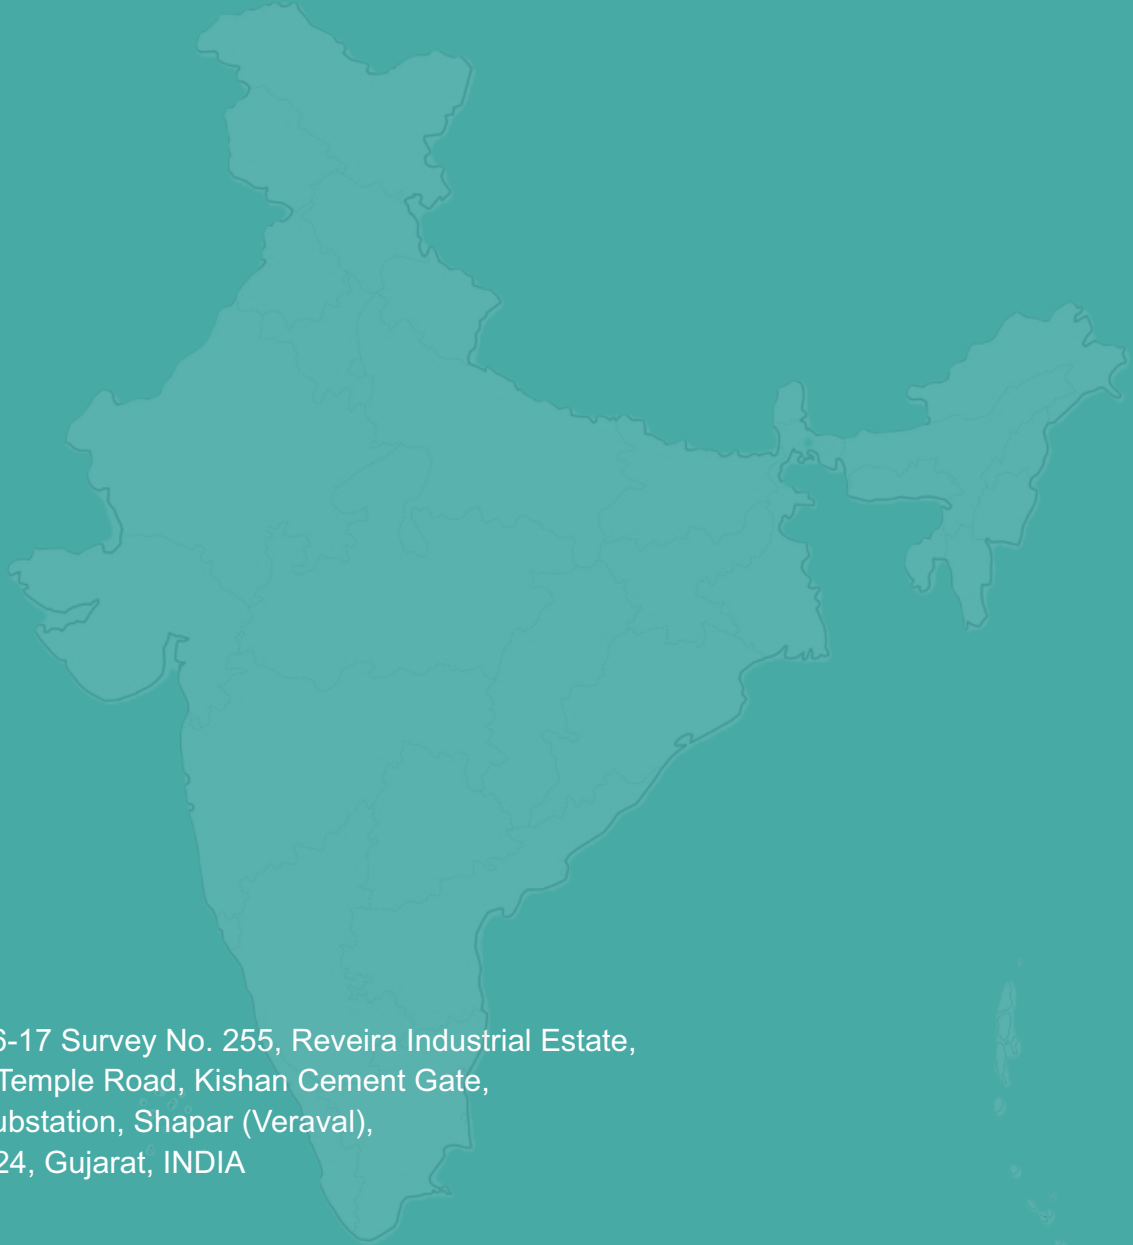 6-17 Survey No. 255, Reveira Industrial Estate,
Temple Road, Kishan Cement Gate,
ubstation, Shapar (Veraval),
24, Gujarat, INDIA